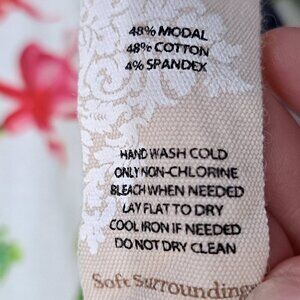 48% MODAL
48% COTTON
4% SPANDEX
HAND WASH COLD
ONLY NON-CHLORINE
BLEACH WHEN NEEDED
LAY FLAT TO DRY
COOL IRON IF NEEDED
DO NOT DRY CLEAN
Soft Surroundings